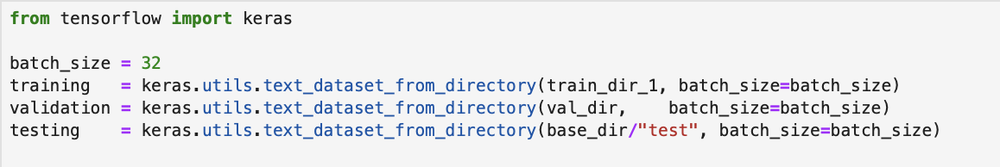 from tensorflow import keras
batch_size = 32
training   = keras.utils.text_dataset_from_directory(train_dir_1, batch_size=batch_size)
validation = keras.utils.text_dataset_from_directory(val_dir,    batch_size=batch_size)
testing    = keras.utils.text_dataset_from_directory(base_dir/"test", batch_size=batch_size)